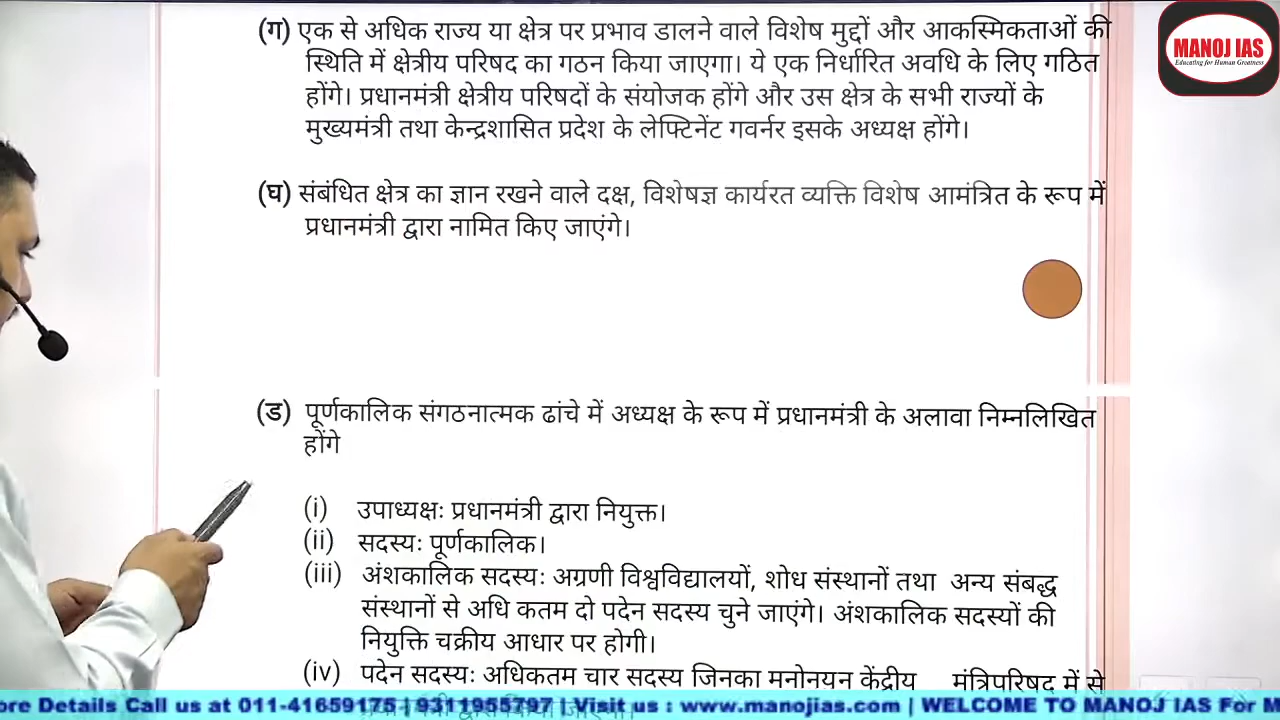 (ग) एक से अधिक राज्य या क्षेत्र पर प्रभाव डालने वाले विशेष मुद्दों और आकस्मिकताओं की
स्थिति में क्षेत्रीय परिषद का गठन किया जाएगा। ये एक निर्धारित अवधि के लिए गठित
होंगे। प्रधानमंत्री क्षेत्रीय परिषदों के संयोजक होंगे और उस क्षेत्र के सभी राज्यों के
मुख्यमंत्री तथा केन्द्रशासित प्रदेश के लेफ्टिनेंट गवर्नर इसके अध्यक्ष होंगे।
MANOJ IAS
Educating for Human Greatness
(घ) संबंधित क्षेत्र का ज्ञान रखने वाले दक्ष, विशेषज्ञ कार्यरत व्यक्ति विशेष आमंत्रित के रूप में
प्रधानमंत्री द्वारा नामित किए जाएंगे।
(ड) पूर्णकालिक संगठनात्मक ढांचे में अध्यक्ष के रूप में प्रधानमंत्री के अलावा निम्नलिखित
होंगे
(i) उपाध्यक्षः प्रधानमंत्री द्वारा नियुक्त।
(ii) सदस्यः पूर्णकालिक।
(iii) अंशकालिक सदस्यः अग्रणी विश्वविद्यालयों, शोध संस्थानों तथा अन्य संबद्ध
संस्थानों से अधि कतम दो पदेन सदस्य चुने जाएंगे। अंशकालिक सदस्यों की
नियुक्ति चक्रीय आधार पर होगी।
(iv) पदेन सदस्यः अधिकतम चार सदस्य जिनका मनोनयन केंद्रीय मंत्रिपरिषद में से
ore Details Call us at 011-41659175 | 9311955797 | Visit us : www.manojias.com | WELCOME TO MANOJ IAS For M